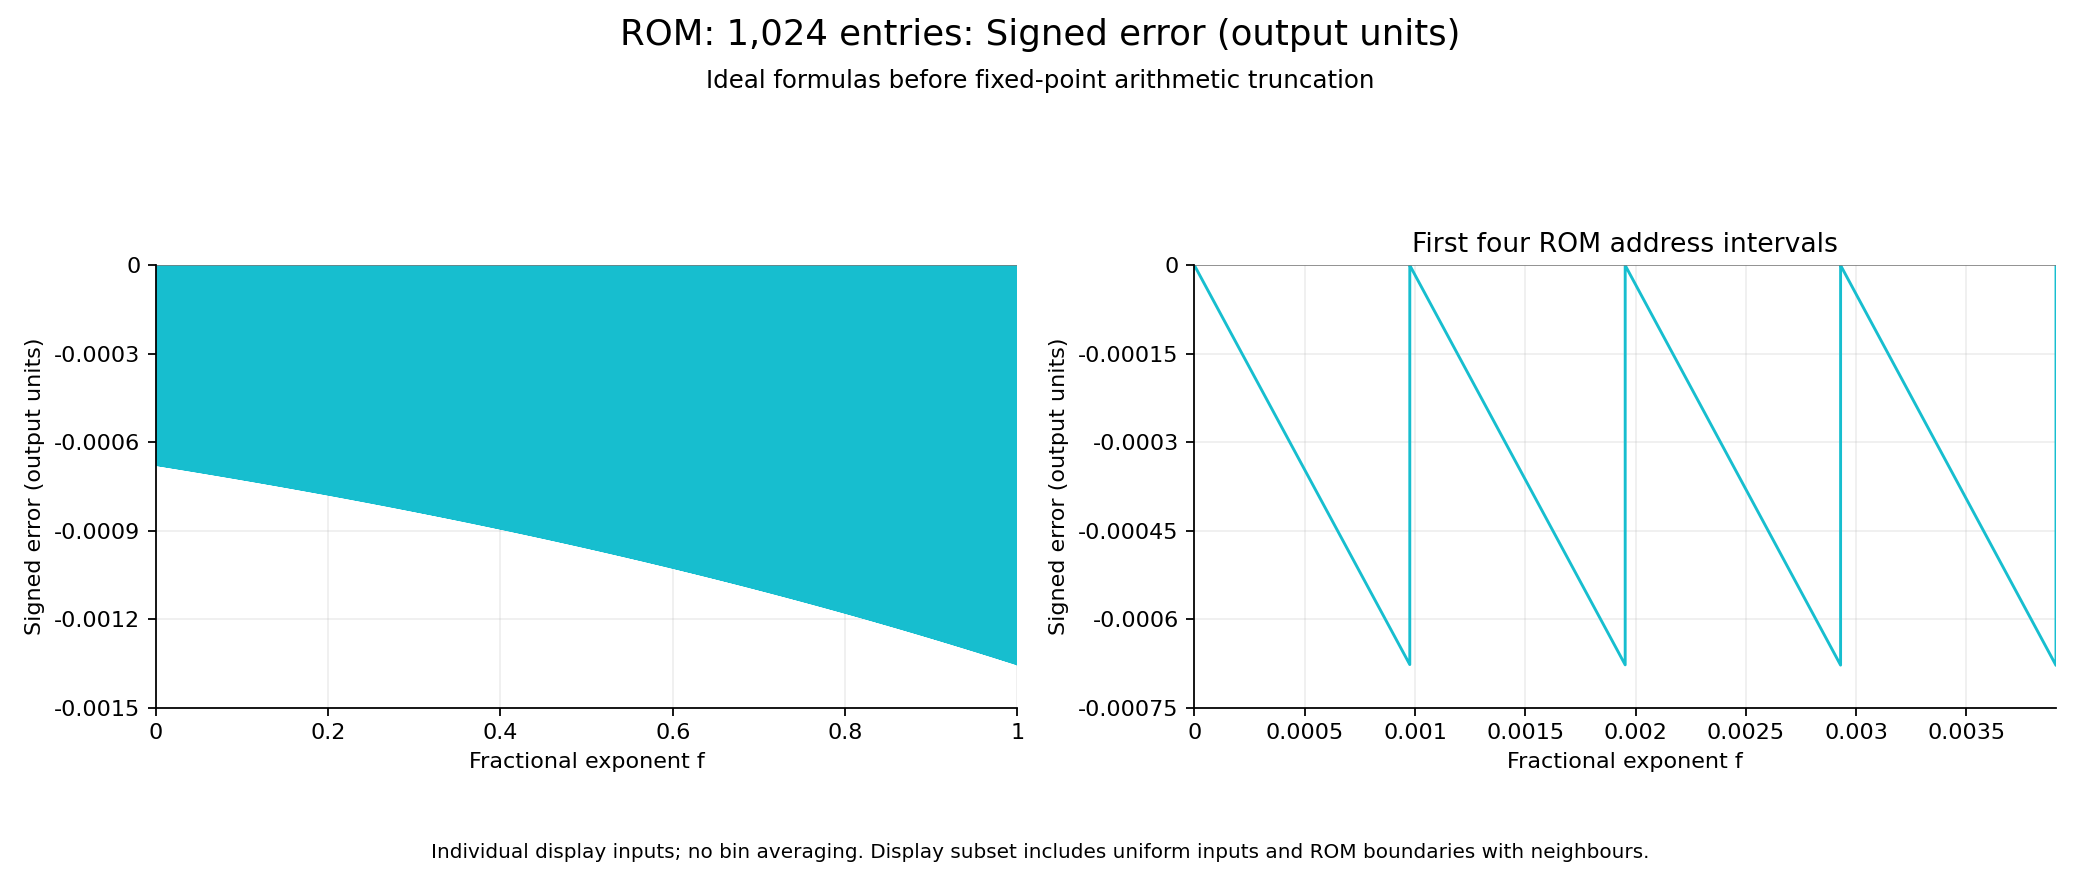 ROM: 1,024 entries: Signed error (output units)
Ideal formulas before fixed-point arithmetic truncation
Signed error (output units)
0
-0.0003
-0.0006
-0.0009
-0.0012
-0.0015
0 0.2 0.4 0.6 0.8 1
Fractional exponent f
First four ROM address intervals
Signed error (output units)
0
-0.00015
-0.0003
-0.00045
-0.0006
-0.00075
0 0.0005 0.001 0.0015 0.002 0.0025 0.003 0.0035
Fractional exponent f
Individual display inputs; no bin averaging. Display subset includes uniform inputs and ROM boundaries with neighbours.